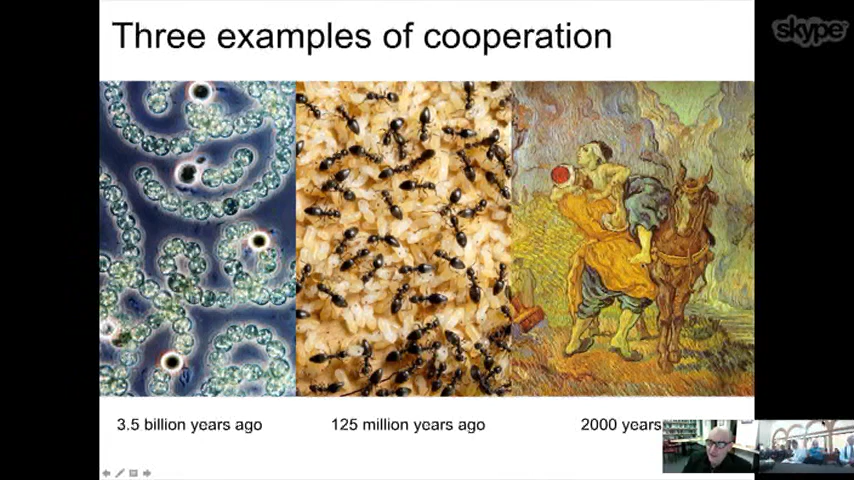 Three examples of cooperation
skype
3.5 billion years ago
125 million years ago
2000 years